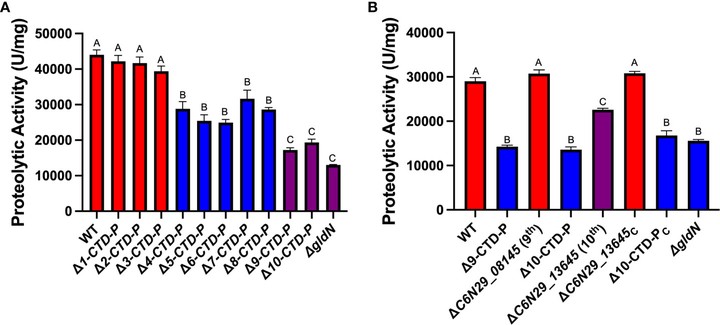 A
Proteolytic Activity (U/mg)
50000
40000
30000
20000
10000
0
A
A
A
A
B
B
B
B
B
C
C
C
WT
Δ1-CTD-P
Δ2-CTD-P
Δ3-CTD-P
Δ4-CTD-P
Δ5-CTD-P
Δ6-CTD-P
Δ7-CTD-P
Δ8-CTD-P
Δ9-CTD-P
Δ10-CTD-P
ΔgldN
B
Proteolytic Activity (U/mg)
40000
30000
20000
10000
0
A
B
A
B
C
A
B
B
WT
Δ9-CTD-P
ΔC6N29_08145 (9th)
Δ10-CTD-P
ΔC6N29_13645 (10th)
ΔC6N29_13645C
Δ10-CTD-PC
ΔgldN